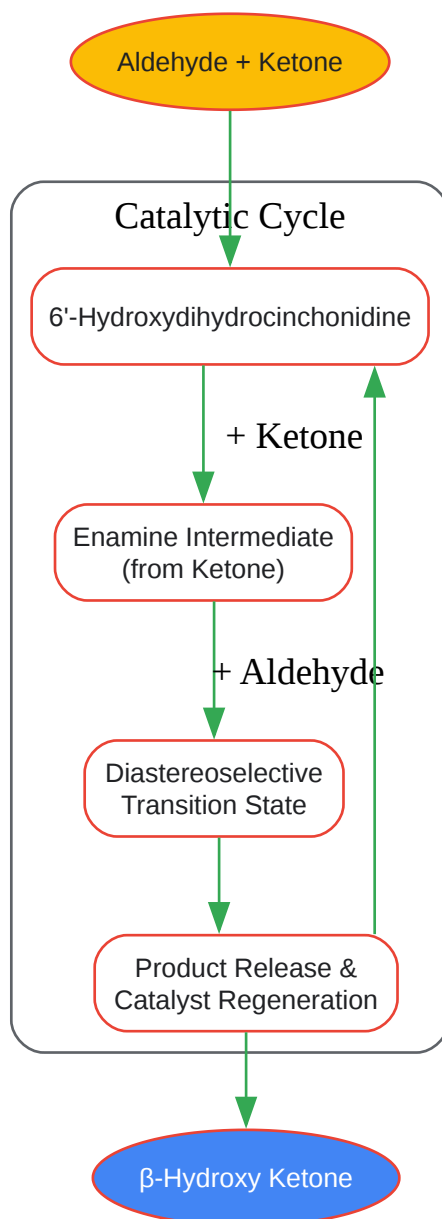 Aldehyde + Ketone
Catalytic Cycle
6'-Hydroxydihydrocinchonidine
+ Ketone
Enamine Intermediate
(from Ketone)
+ Aldehyde
Diastereoselective
Transition State
Product Release &
Catalyst Regeneration
β-Hydroxy Ketone